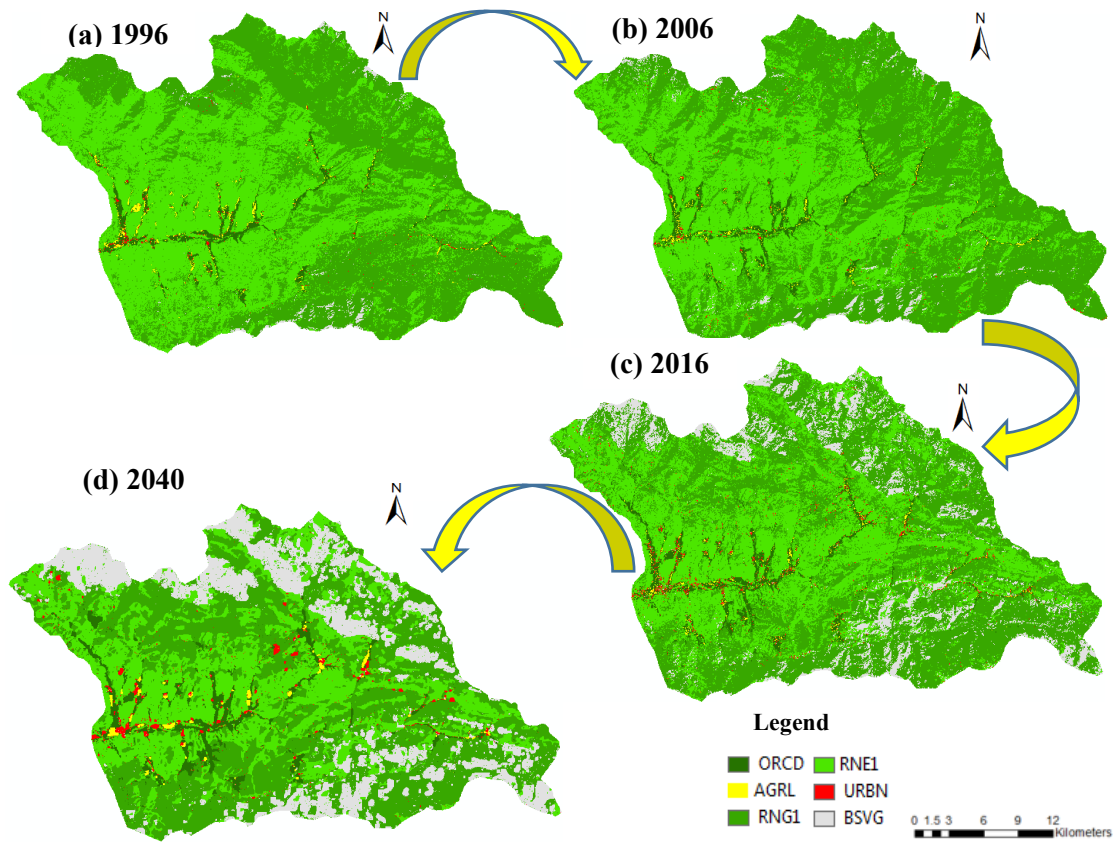 (a) 1996
N
(b) 2006
N
(c) 2016
N
(d) 2040
N
Legend
ORCD RNE1
AGRL URBN
RNG1 BSVG
0 1.5 3 6 9 12
Kilometers